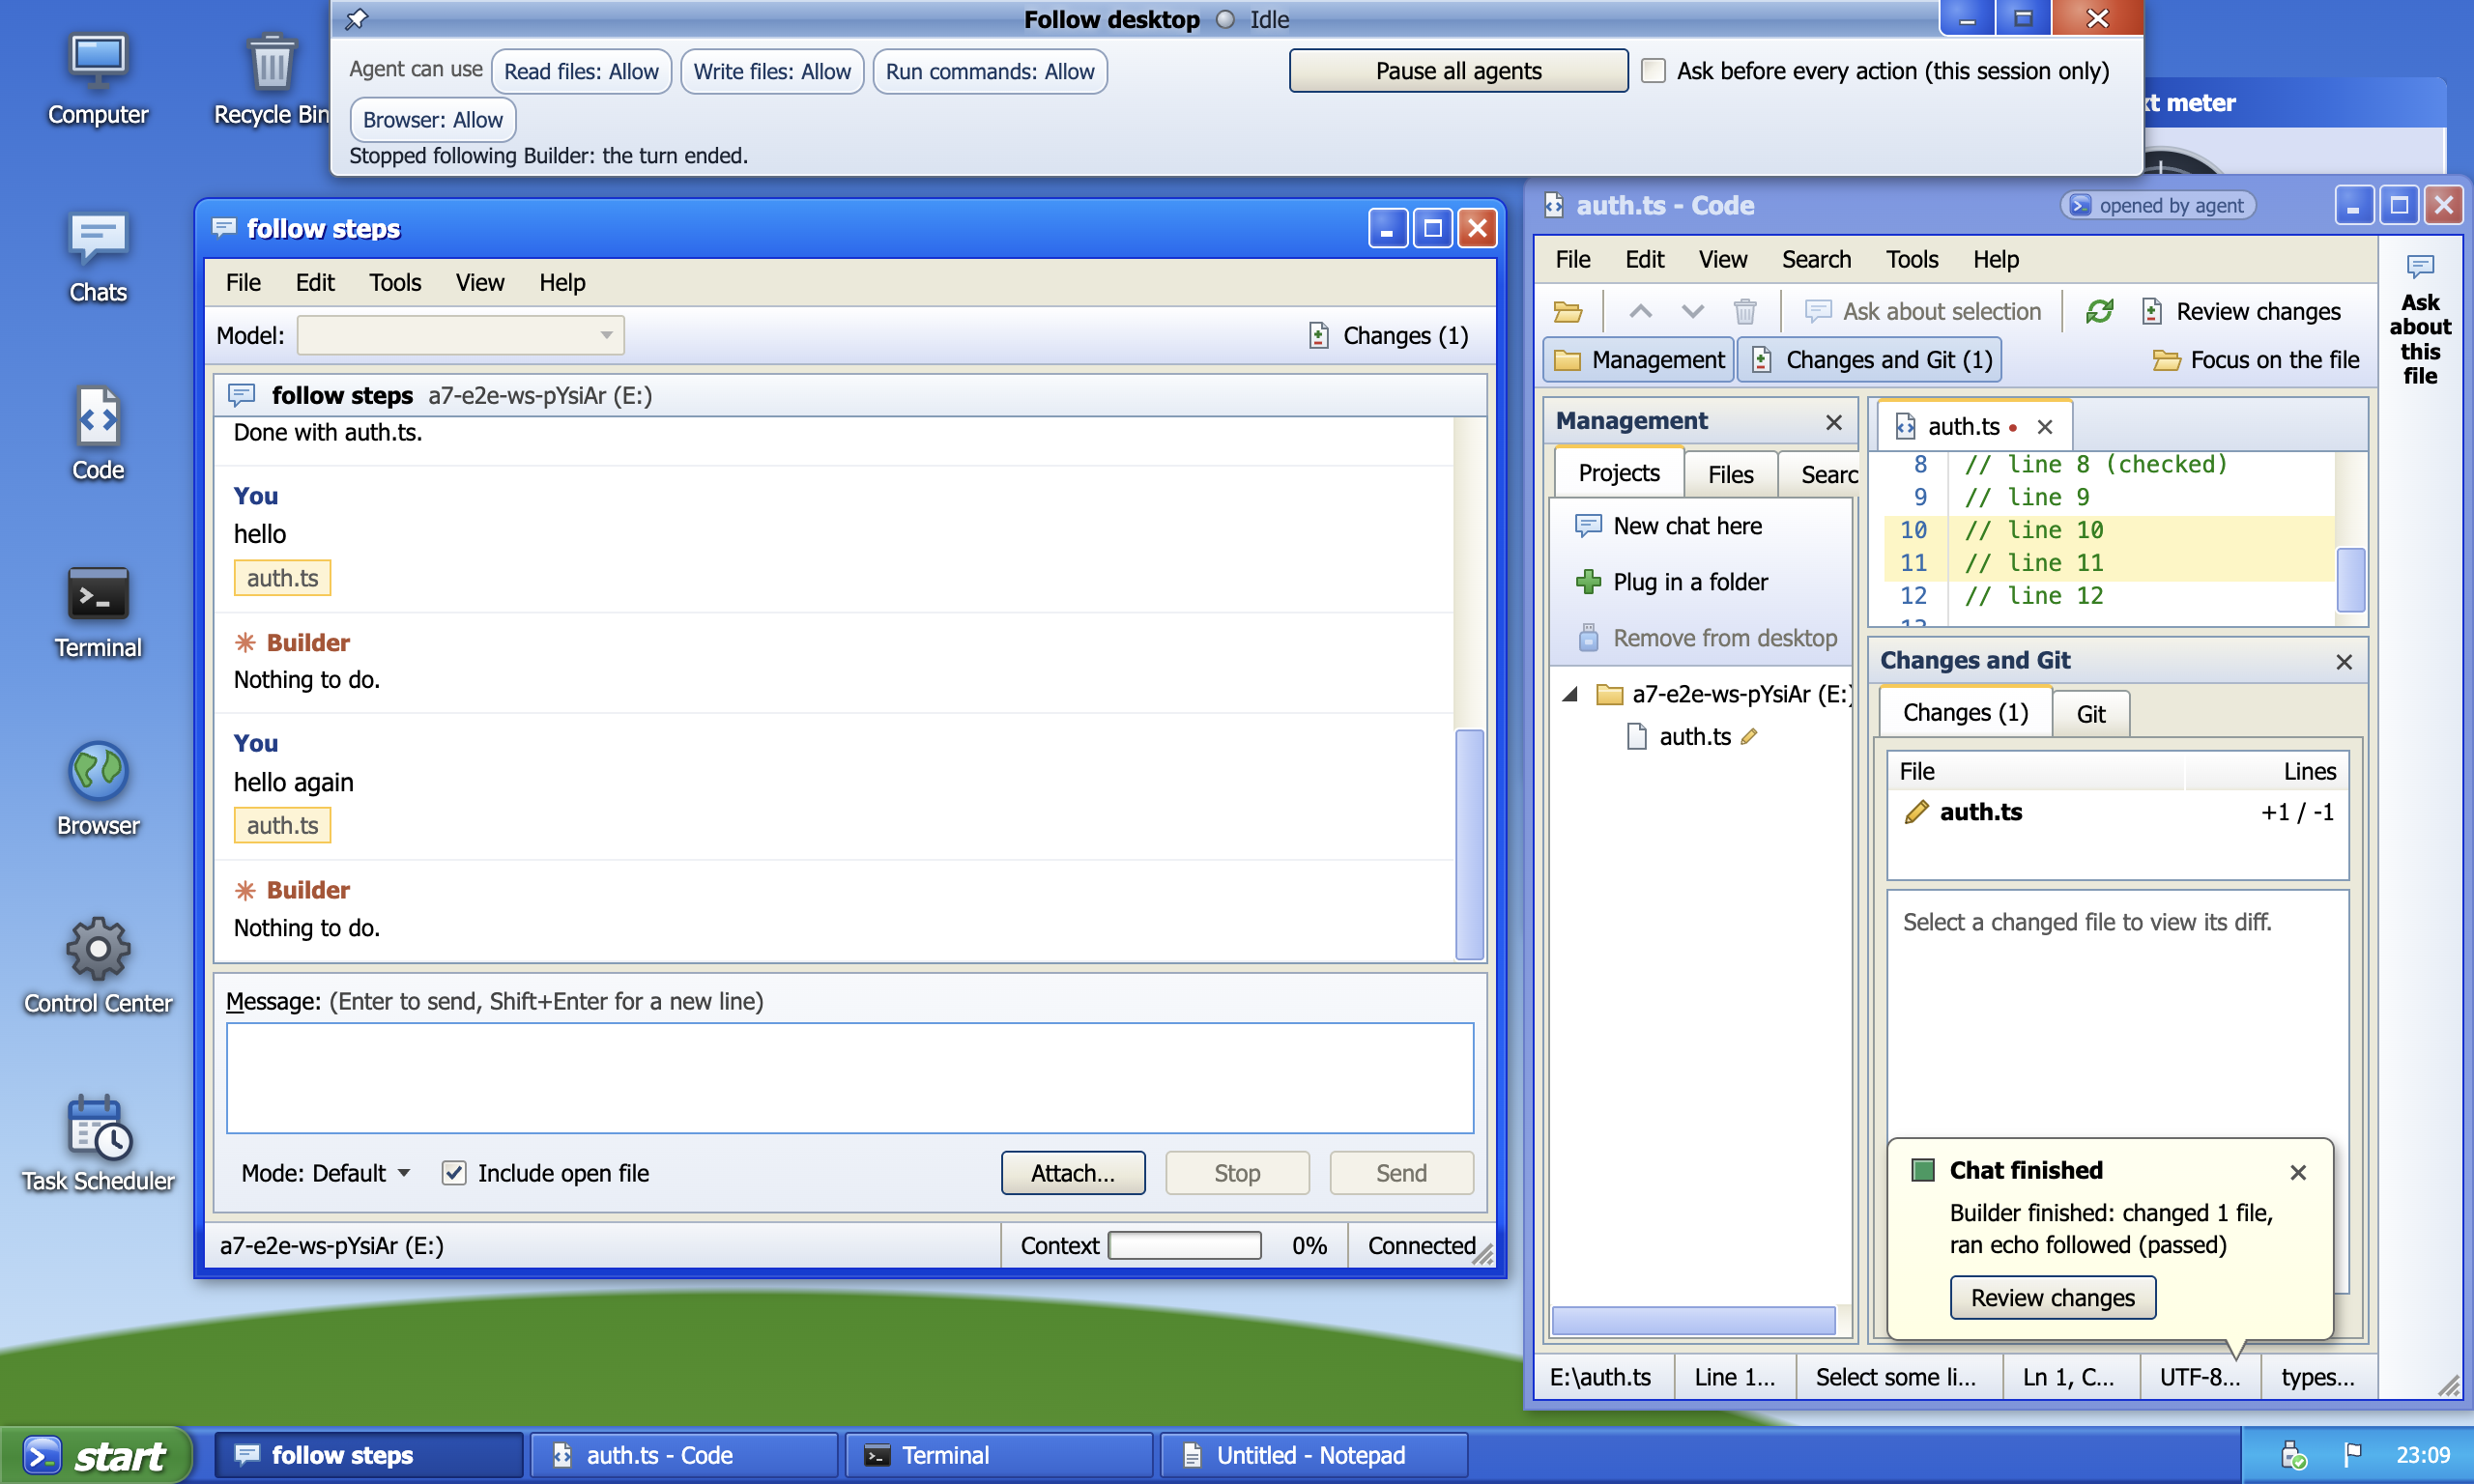 Follow desktop Idle
Agent can use Read files: Allow Write files: Allow Run commands: Allow
Browser: Allow
Pause all agents Ask before every action (this session only)
Stopped following Builder: the turn ended.
Computer
Recycle Bin
Chats
Code
Terminal
Browser
Control Center
Task Scheduler
meter
follow steps
File Edit Tools View Help
Model: Changes (1)
follow steps a7-e2e-ws-pYsiAr (E:)
Done with auth.ts.
You
hello
auth.ts
Builder
Nothing to do.
You
hello again
auth.ts
Builder
Nothing to do.
Message: (Enter to send, Shift+Enter for a new line)
Mode: Default Include open file Attach... Stop Send
a7-e2e-ws-pYsiAr (E:) Context 0% Connected
auth.ts - Code opened by agent
File Edit View Search Tools Help
Ask about selection Review changes
Management Changes and Git (1) Focus on the file
Ask
about
this
file
Management
Projects Files Searc
New chat here
Plug in a folder
Remove from desktop
a7-e2e-ws-pYsiAr (E:)
auth.ts
auth.ts
8 // line 8 (checked)
9 // line 9
10 // line 10
11 // line 11
12 // line 12
Changes and Git
Changes (1) Git
File Lines
auth.ts +1 / -1
Select a changed file to view its diff.
Chat finished
Builder finished: changed 1 file,
ran echo followed (passed)
Review changes
E:\auth.ts Line 1... Select some li... Ln 1, C... UTF-8... types...
start follow steps auth.ts - Code Terminal Untitled - Notepad 23:09